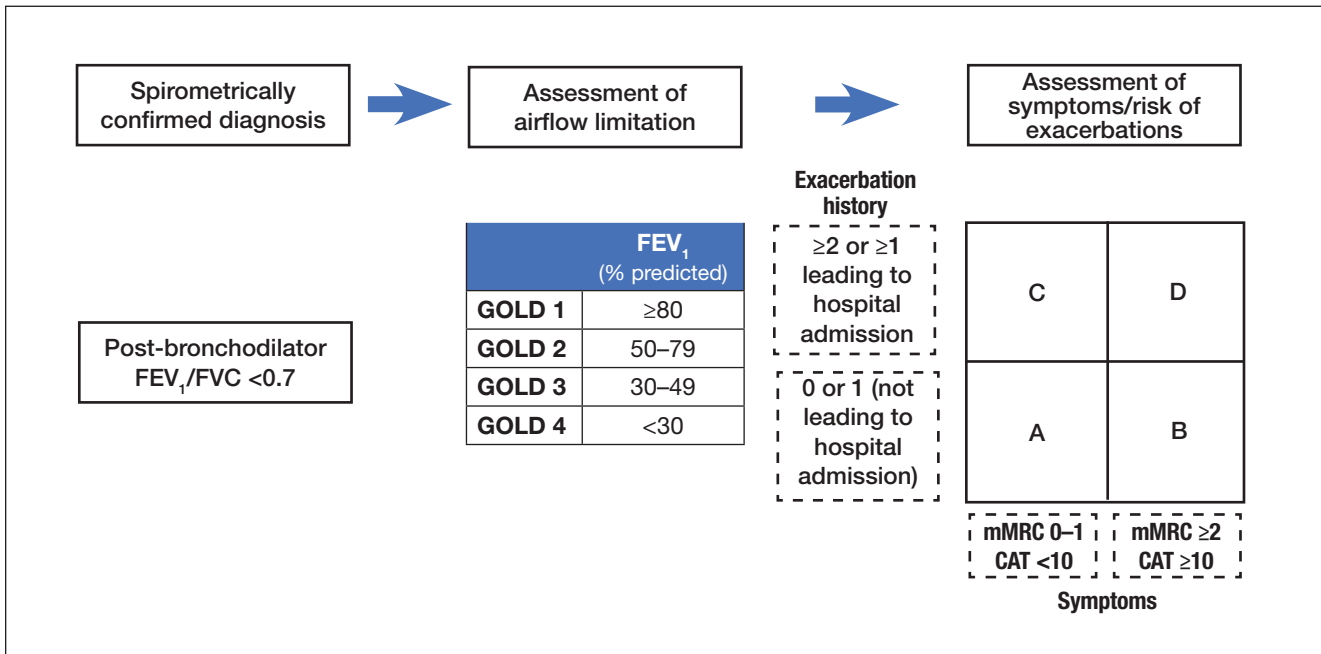 Spirometrically
confirmed diagnosis
Assessment of
airflow limitation
Assessment of
symptoms/risk of
exacerbations
Post-bronchodilator
FEV₁/FVC <0.7
FEV₁
(% predicted)
GOLD 1 ≥80
GOLD 2 50–79
GOLD 3 30–49
GOLD 4 <30
Exacerbation
history
≥2 or ≥1
leading to
hospital
admission
0 or 1 (not
leading to
hospital
admission)
C D
A B
mMRC 0–1
CAT <10
mMRC ≥2
CAT ≥10
Symptoms